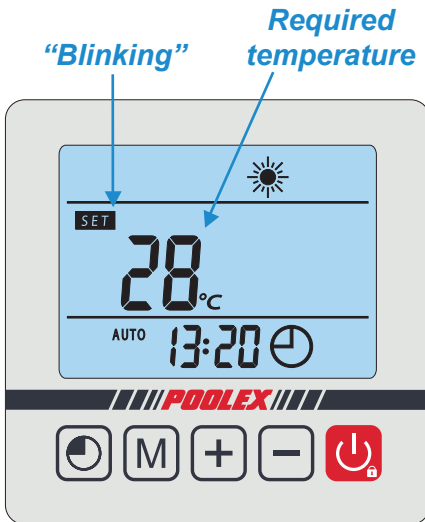 Required
“Blinking” temperature
SET
28°C
AUTO 13:20
POOLEX
M + −